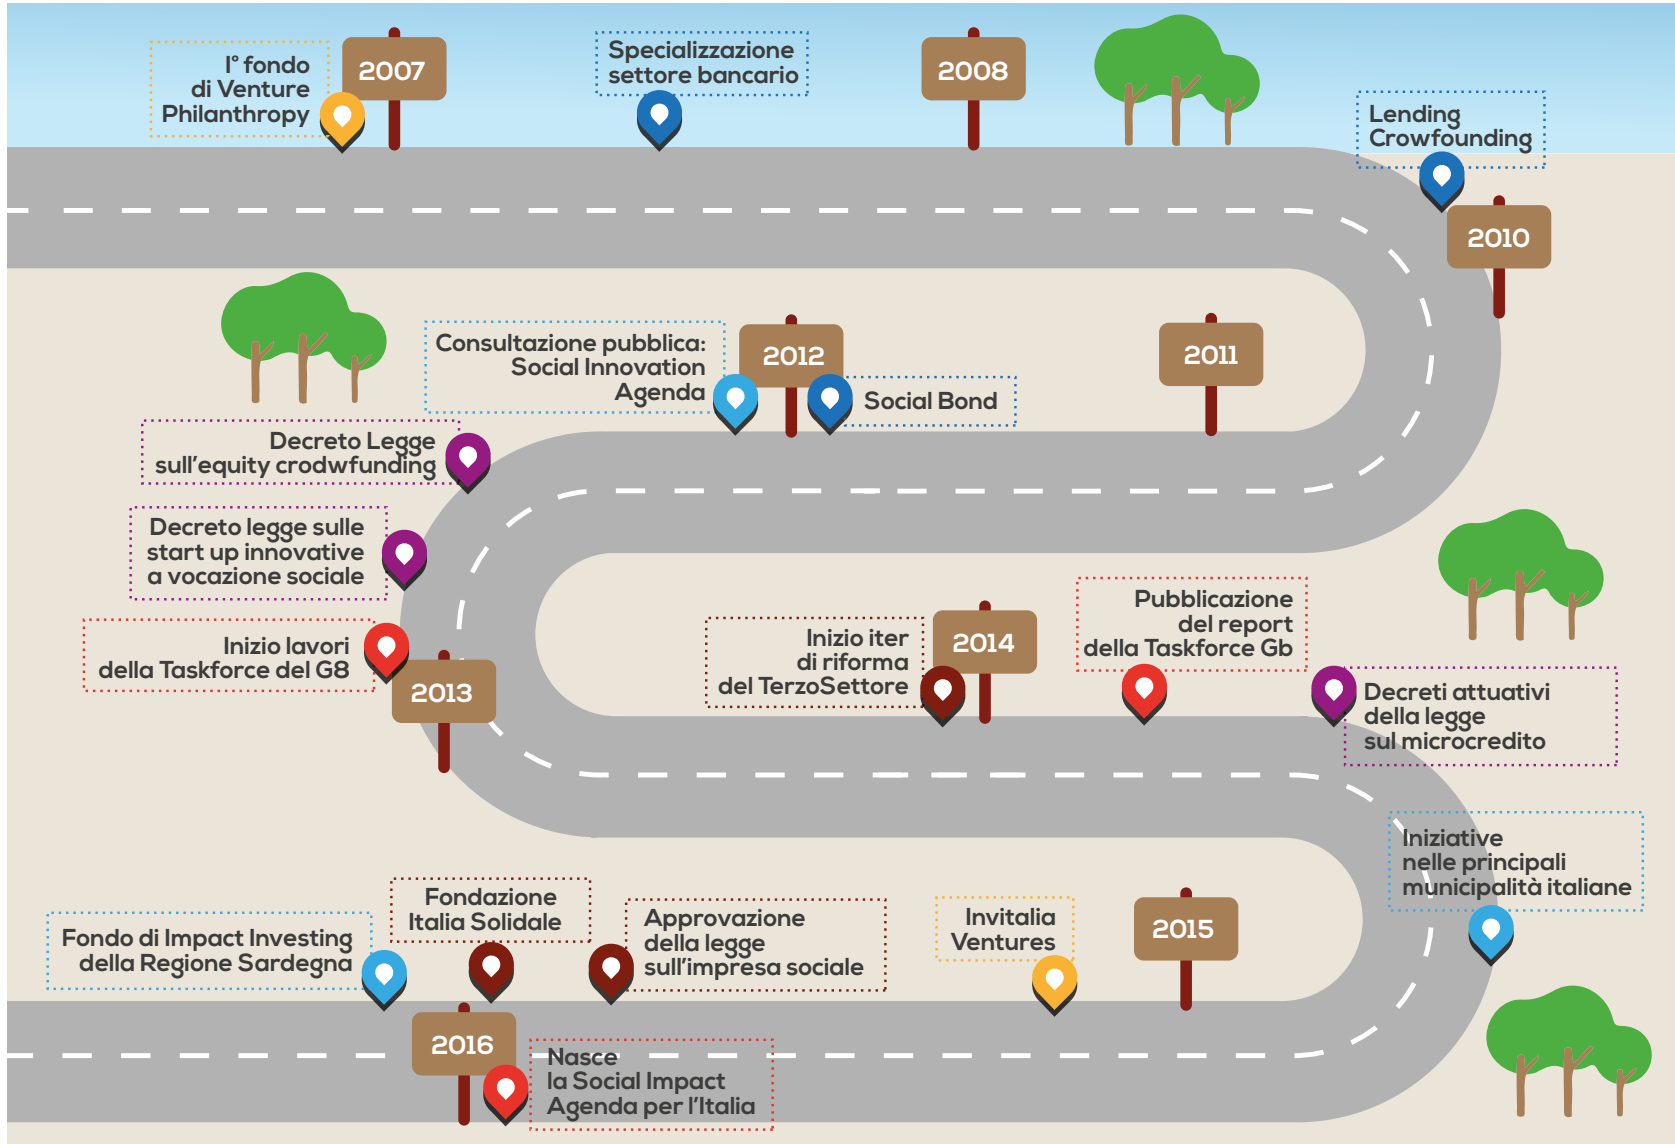 I° fondo
di Venture
Philanthropy
2007
Specializzazione
settore bancario
2008
Lending
Crowfounding
2010
2011
2012
Social Bond
Consultazione pubblica:
Social Innovation
Agenda
Decreto Legge
sull'equity crodwfunding
Decreto legge sulle
start up innovative
a vocazione sociale
Inizio lavori
della Taskforce del G8
2013
Inizio iter
di riforma
del TerzoSettore
2014
Pubblicazione
del report
della Taskforce Gb
Decreti attuativi
della legge
sul microcredito
Iniziative
nelle principali
municipalità italiane
2015
Invitalia
Ventures
Approvazione
della legge
sull'impresa sociale
Fondazione
Italia Solidale
Fondo di Impact Investing
della Regione Sardegna
2016
Nasce
la Social Impact
Agenda per l'Italia